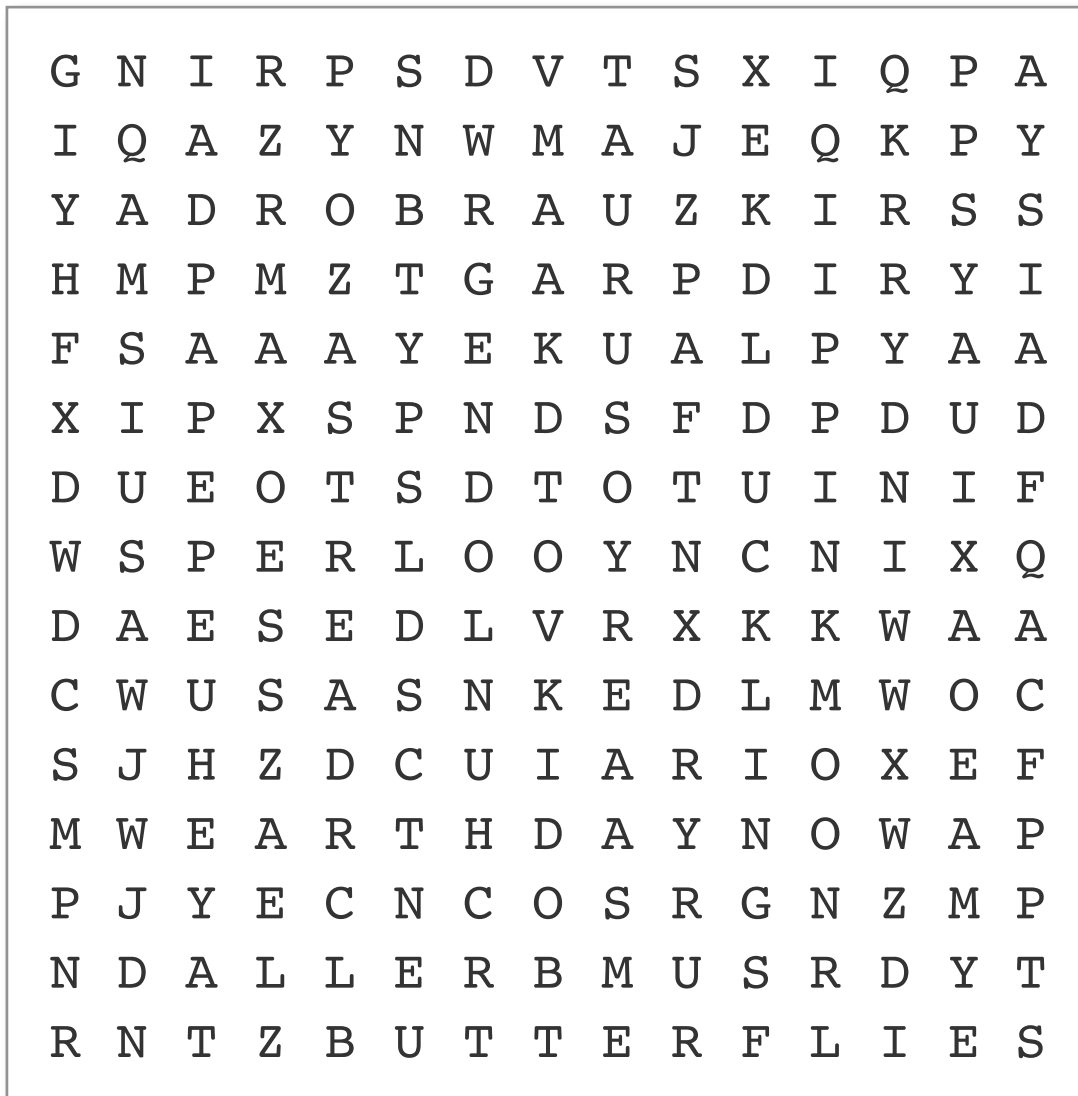 G N I R P S D V T S X I Q P A
I Q A Z Y N W M A J E Q K P Y
Y A D R O B R A U Z K I R S S
H M P M Z T G A R P D I R Y I
F S A A A Y E K U A L P Y A A
X I P X S P N D S F D P D U D
D U E O T S D T O T U I N I F
W S P E R L O O Y N C N I X Q
D A E S E D L V R X K K W A A
C W U S A S N K E D L M W O C
S J H Z D C U I A R I O X E F
M W E A R T H D A Y N O W A P
P J Y E C N C O S R G N Z M P
N D A L L E R B M U S R D Y T
R N T Z B U T T E R F L I E S